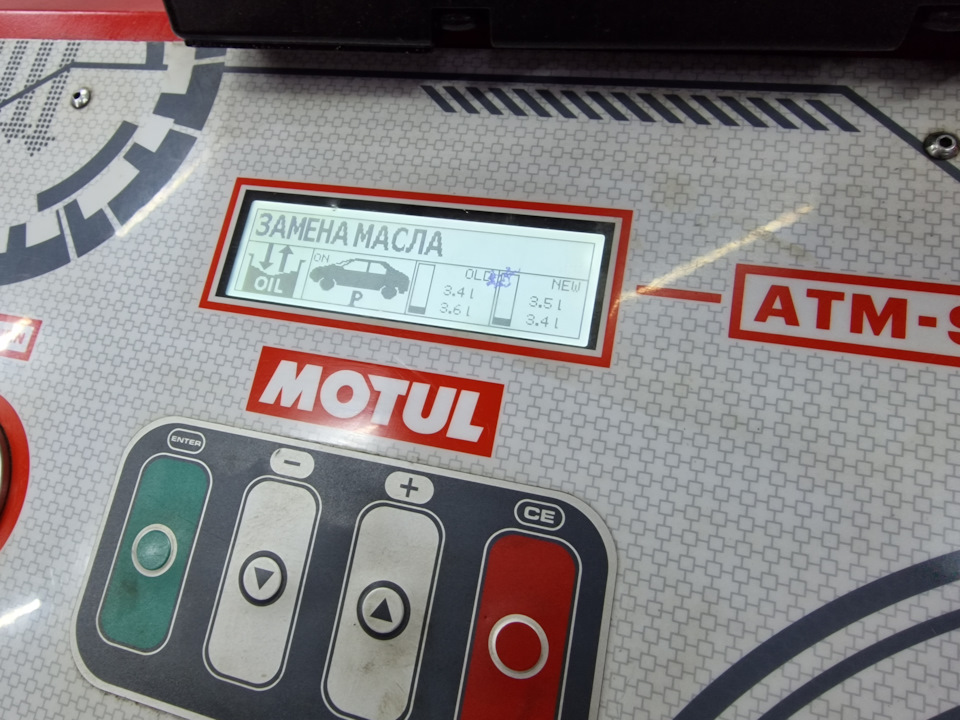 ЗАМЕНА МАСЛА
OIL
ON
P
OLD
3.4 l
3.6 l
NEW
3.5 l
3.4 l
ATM-S
MOTUL
ENTER
−
+
CE